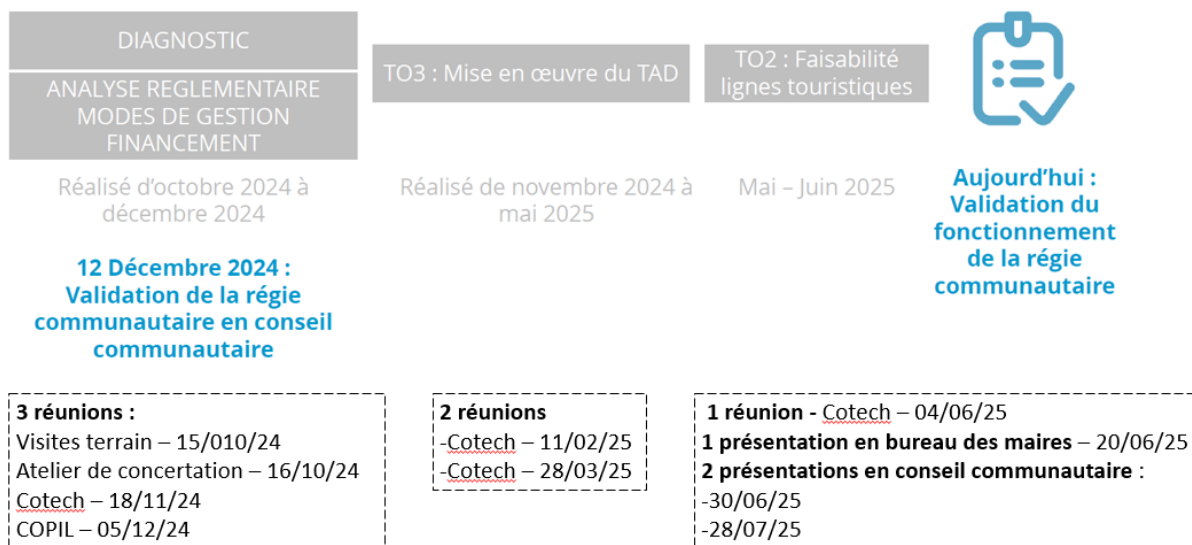 DIAGNOSTIC
ANALYSE REGLEMENTAIRE
MODES DE GESTION
FINANCEMENT
Réalisé d’octobre 2024 à
décembre 2024
12 Décembre 2024 :
Validation de la régie
communautaire en conseil
communautaire
TO3 : Mise en œuvre du TAD
Réalisé de novembre 2024 à
mai 2025
TO2 : Faisabilité
lignes touristiques
Mai – Juin 2025
Aujourd’hui :
Validation du
fonctionnement
de la régie
communautaire
3 réunions :
Visites terrain – 15/010/24
Atelier de concertation – 16/10/24
Cotech – 18/11/24
COPIL – 05/12/24
2 réunions
-Cotech – 11/02/25
-Cotech – 28/03/25
1 réunion - Cotech – 04/06/25
1 présentation en bureau des maires – 20/06/25
2 présentations en conseil communautaire :
-30/06/25
-28/07/25